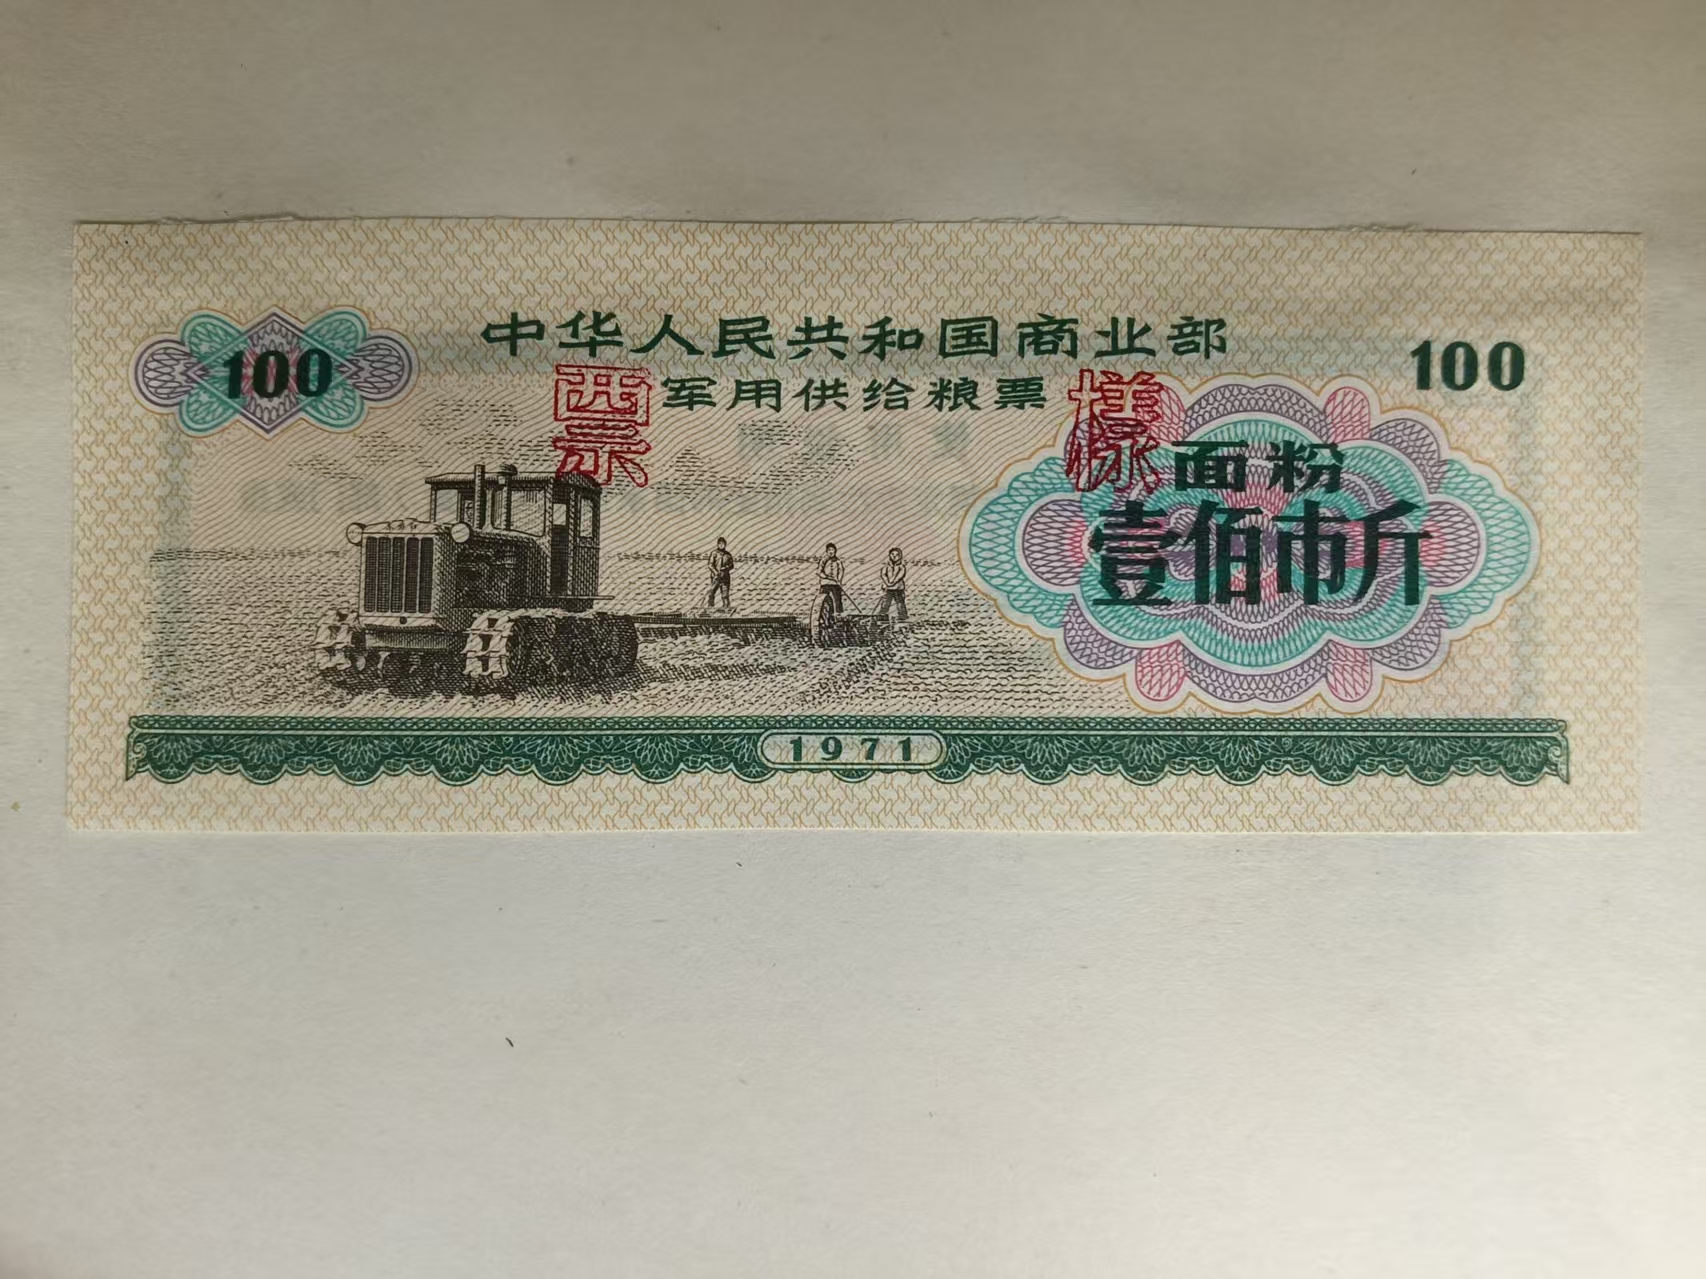 中华人民共和国商业部
100
100
票
军用供给粮票
樣
面粉
壹佰市斤
1971